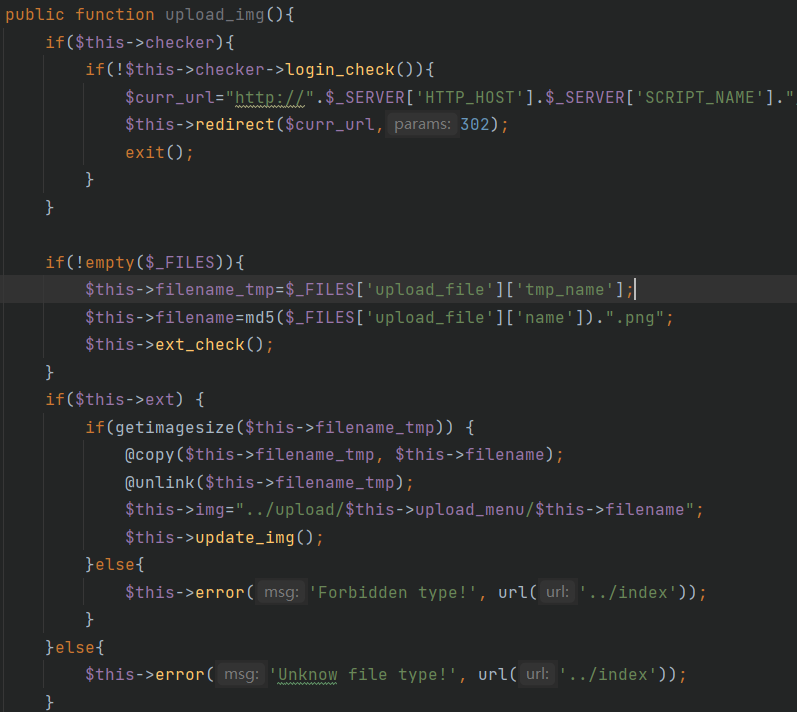 public function upload_img(){
    if($this->checker){
        if(!$this->checker->login_check()){
            $curr_url="http://".$_SERVER['HTTP_HOST'].$_SERVER['SCRIPT_NAME']."
            $this->redirect($curr_url, params: 302);
            exit();
        }
    }

    if(!empty($_FILES)){
        $this->filename_tmp=$_FILES['upload_file']['tmp_name'];
        $this->filename=md5($_FILES['upload_file']['name']).".png";
        $this->ext_check();
    }
    if($this->ext) {
        if(getimagesize($this->filename_tmp)) {
            @copy($this->filename_tmp, $this->filename);
            @unlink($this->filename_tmp);
            $this->img="../upload/$this->upload_menu/$this->filename";
            $this->update_img();
        }else{
            $this->error( msg: 'Forbidden type!', url( url: '../index'));
        }
    }else{
        $this->error( msg: 'Unknow file type!', url( url: '../index'));
    }